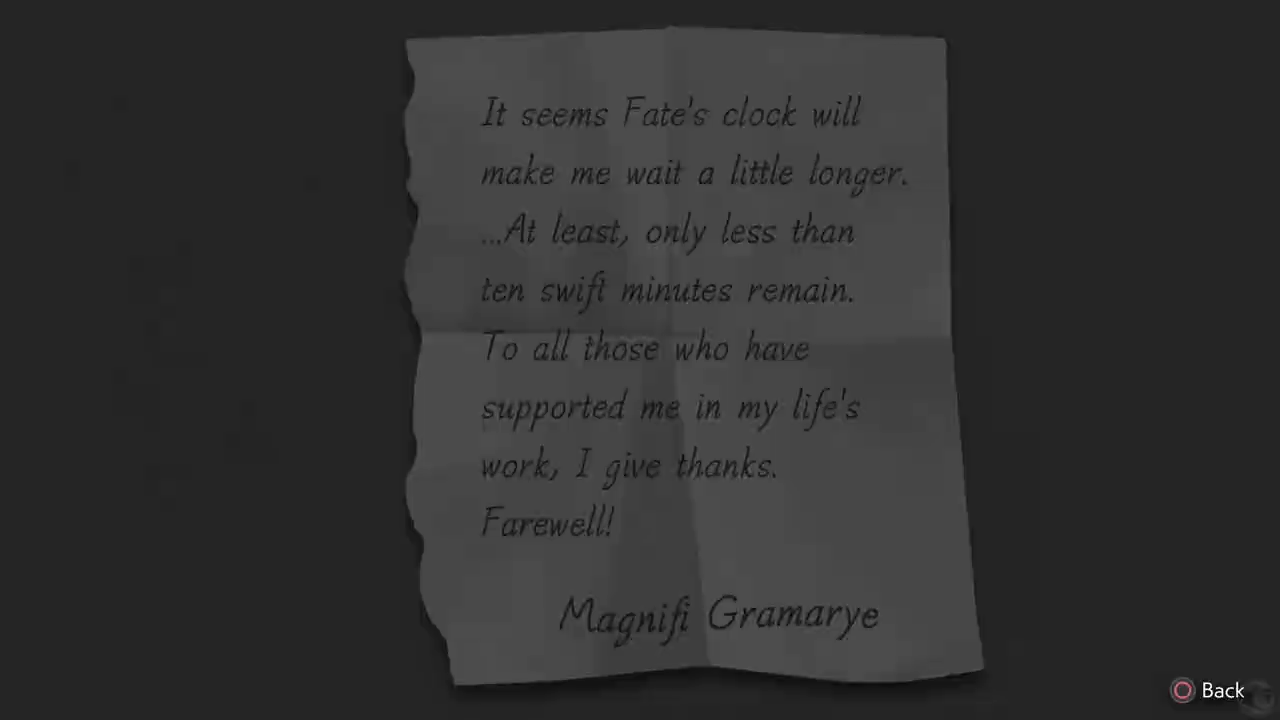 It seems Fate's clock will
make me wait a little longer.
...At least, only less than
ten swift minutes remain.
To all those who have
supported me in my life's
work, I give thanks.
Farewell!
Magnifi Gramarye
Back